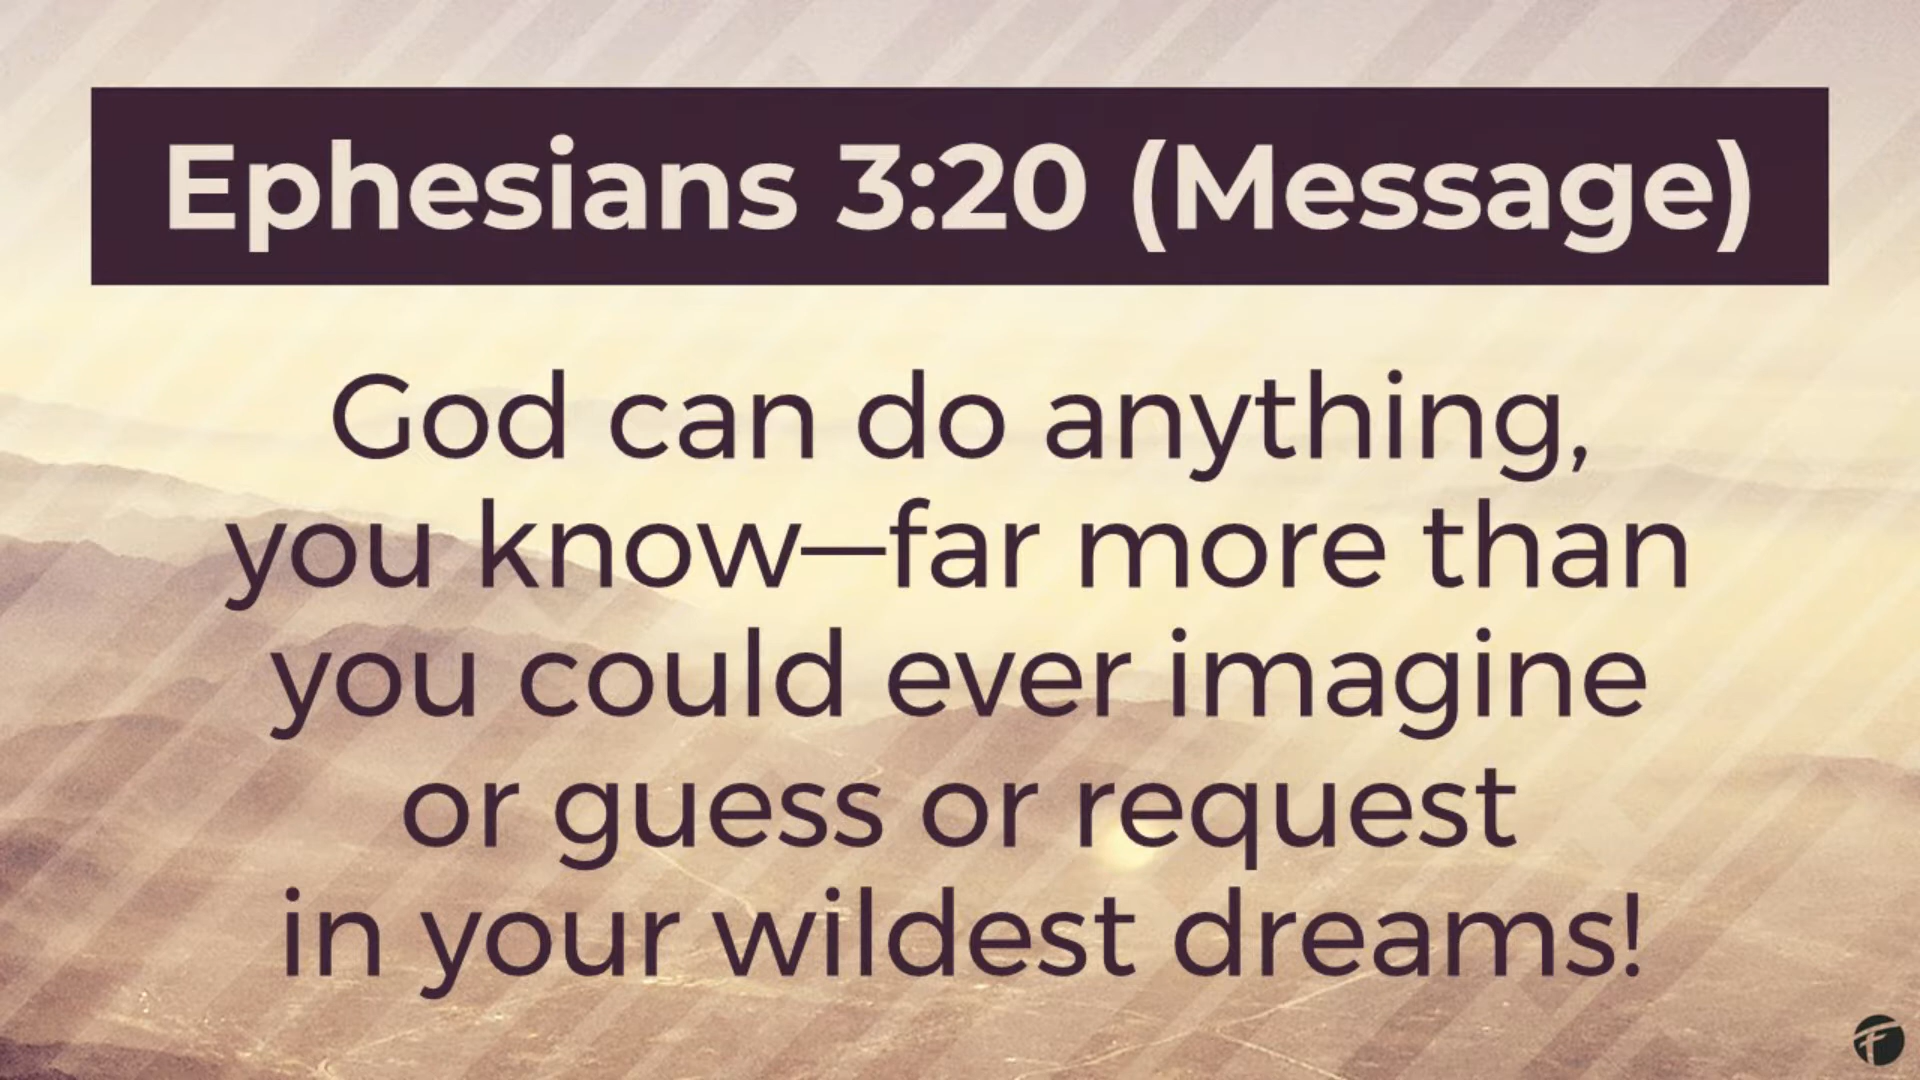 Ephesians 3:20 (Message)
God can do anything,
you know—far more than
you could ever imagine
or guess or request
in your wildest dreams!